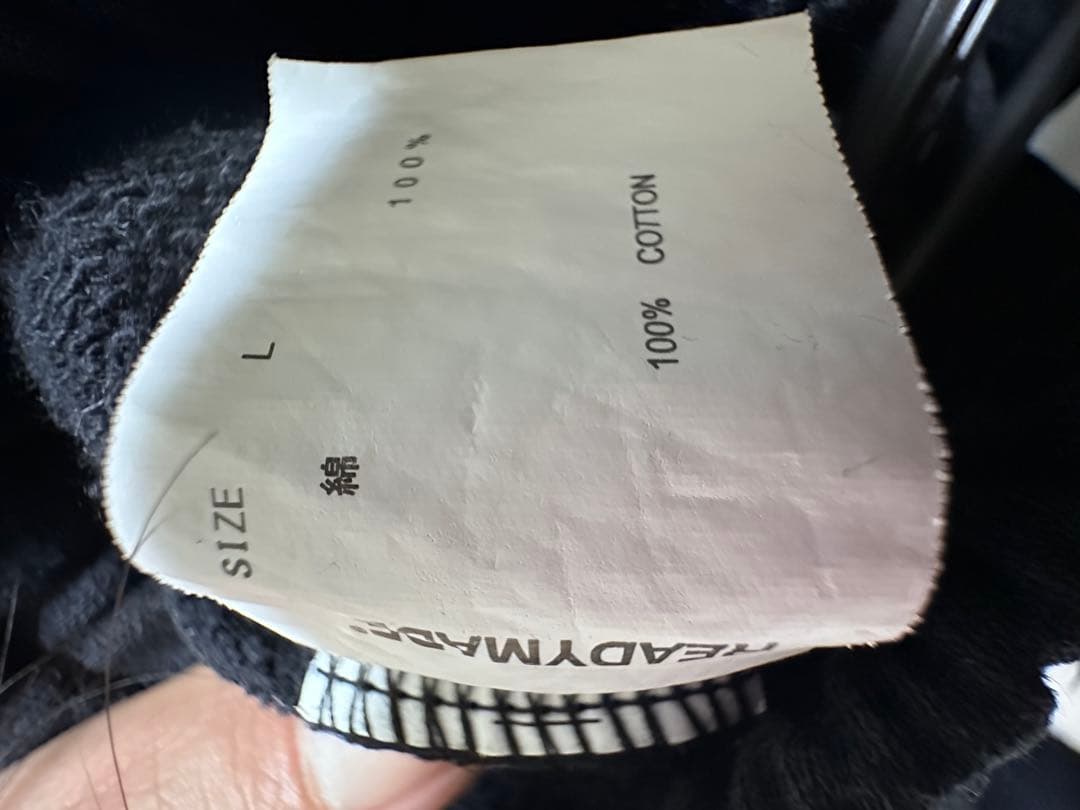 READYMADE
SIZE L
綿 100%
100% COTTON